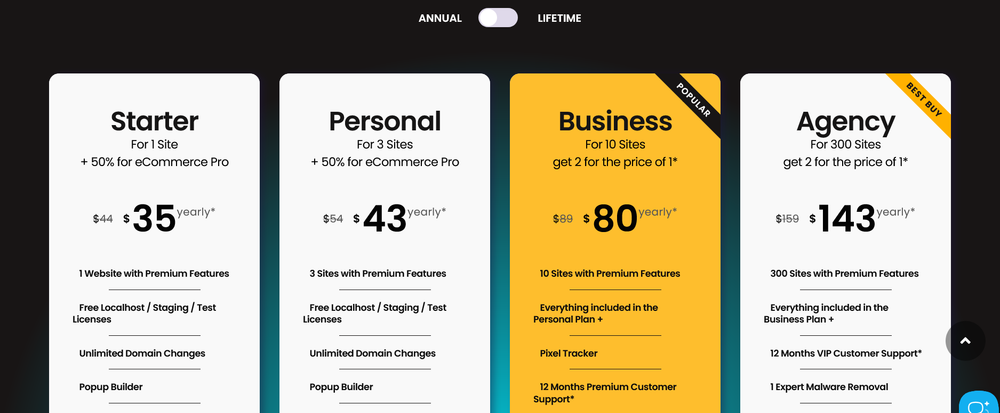 ANNUAL LIFETIME
Starter
For 1 Site
+ 50% for eCommerce Pro
$44 $35 yearly*
1 Website with Premium Features
Free Localhost / Staging / Test
Licenses
Unlimited Domain Changes
Popup Builder
Personal
For 3 Sites
+ 50% for eCommerce Pro
$54 $43 yearly*
3 Sites with Premium Features
Free Localhost / Staging / Test
Licenses
Unlimited Domain Changes
Popup Builder
POPULAR
Business
For 10 Sites
get 2 for the price of 1*
$89 $80 yearly*
10 Sites with Premium Features
Everything included in the
Personal Plan +
Pixel Tracker
12 Months Premium Customer
Support*
BEST BUY
Agency
For 300 Sites
get 2 for the price of 1*
$159 $143 yearly*
300 Sites with Premium Features
Everything included in the
Business Plan +
12 Months VIP Customer Support*
1 Expert Malware Removal